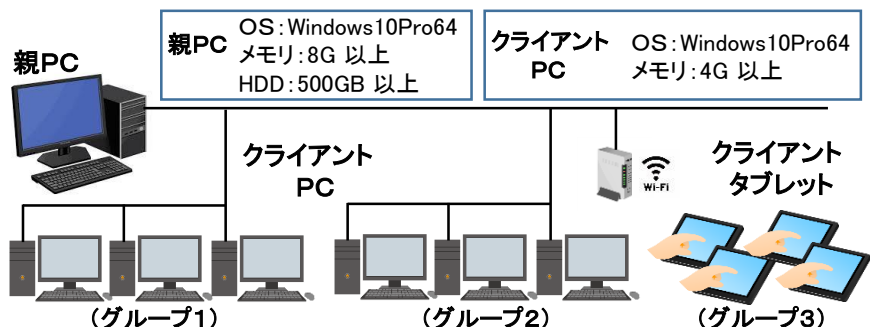 親PC
親PC
OS:Windows10Pro64
メモリ:8G 以上
HDD:500GB 以上
クライアント
PC
OS:Windows10Pro64
メモリ:4G 以上
クライアント
PC
Wi-Fi
クライアント
タブレット
(グループ1)
(グループ2)
(グループ3)